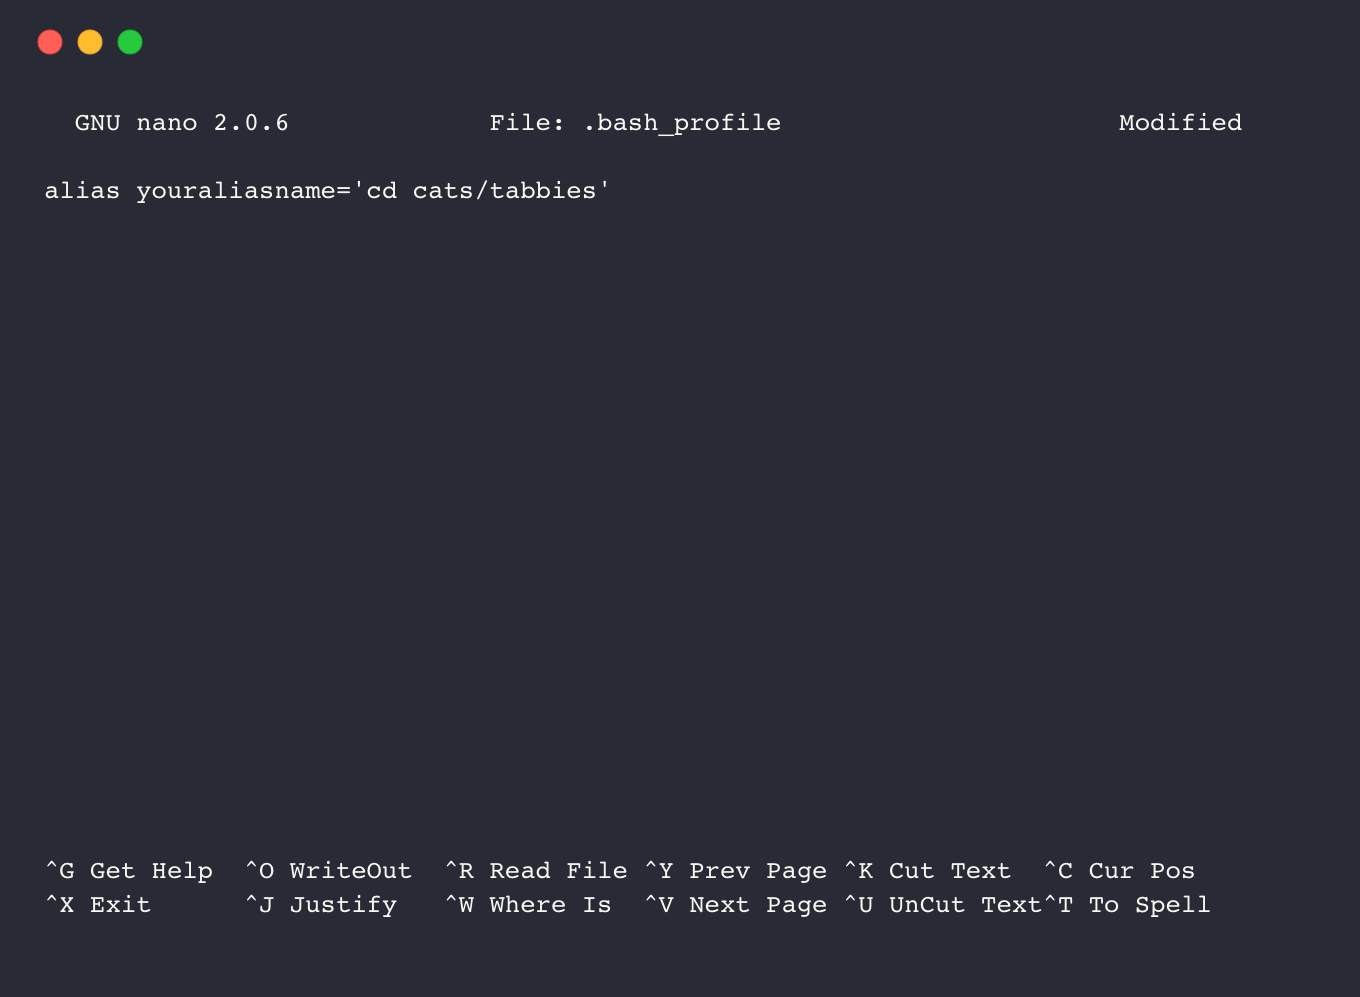 GNU nano 2.0.6 File: .bash_profile Modified
alias youraliasname='cd cats/tabbies'
^G Get Help ^O WriteOut ^R Read File ^Y Prev Page ^K Cut Text ^C Cur Pos
^X Exit ^J Justify ^W Where Is ^V Next Page ^U UnCut Text^T To Spell